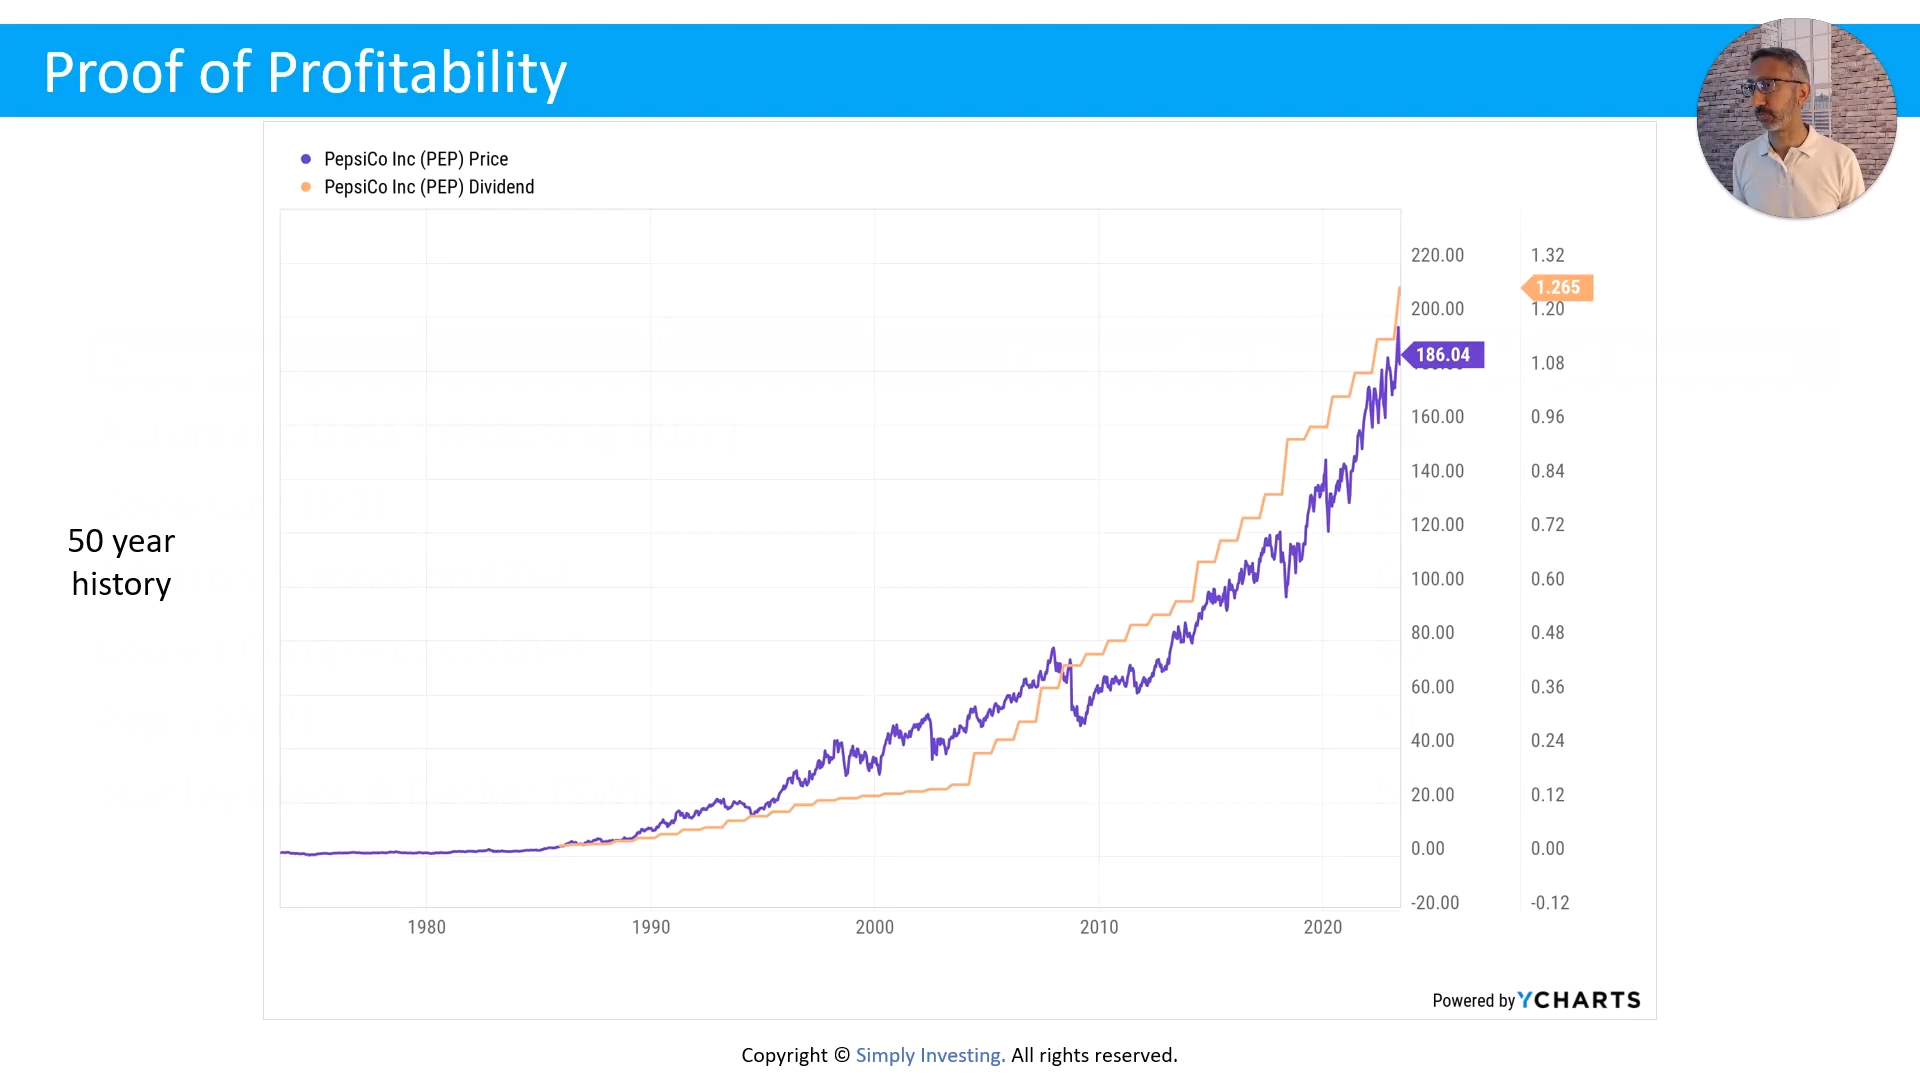 Proof of Profitability
PepsiCo Inc (PEP) Price
PepsiCo Inc (PEP) Dividend
50 year
history
220.00 1.32
1.265
200.00 1.20
186.04
1.08
160.00 0.96
140.00 0.84
120.00 0.72
100.00 0.60
80.00 0.48
60.00 0.36
40.00 0.24
20.00 0.12
0.00 0.00
-20.00 -0.12
1980 1990 2000 2010 2020
Powered by YCHARTS
Copyright © Simply Investing. All rights reserved.